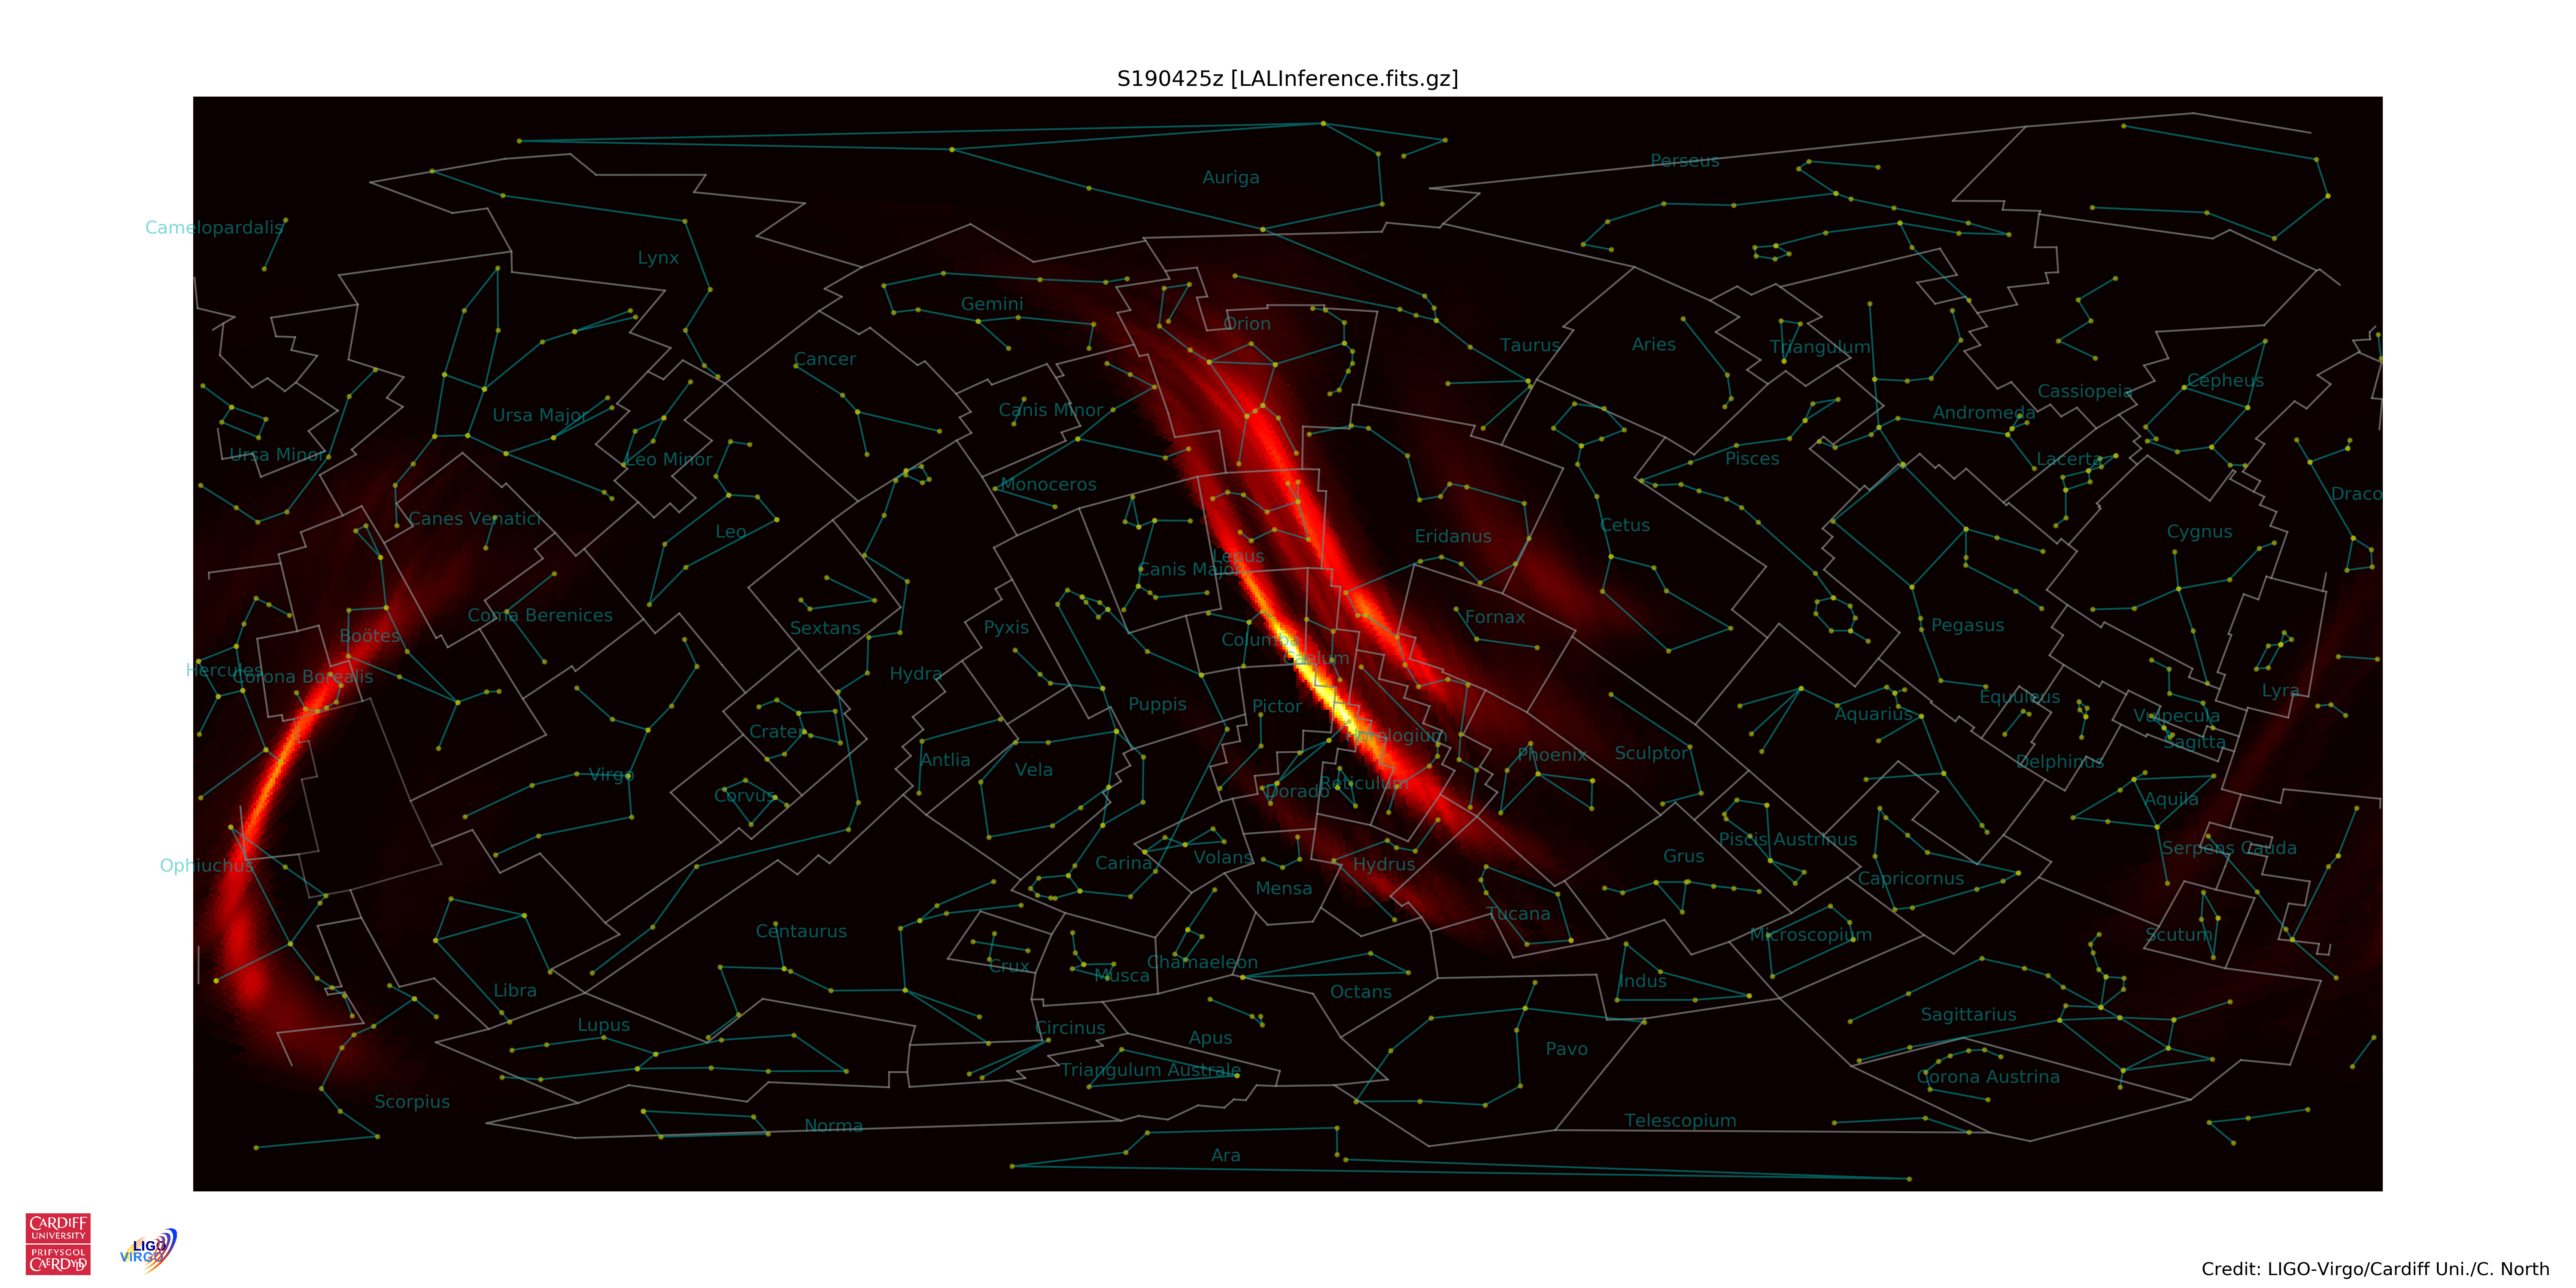 S190425z [LALInference.fits.gz]
Perseus
Auriga
Camelopardalis
Lynx
Gemini
Orion
Taurus
Aries
Triangulum
Cancer
Cepheus
Cassiopeia
Canis Minor
Andromeda
Ursa Major
Ursa Minor
Leo Minor
Pisces
Lacerta
Monoceros
Draco
Canes Venatici
Leo
Cetus
Cygnus
Eridanus
Lepus
Canis Major
Coma Berenices
Fornax
Sextans
Pyxis
Pegasus
Boötes
Columba
Caelum
Hercules
Corona Borealis
Hydra
Lyra
Equuleus
Puppis
Pictor
Aquarius
Vulpecula
Crater
Horologium
Sagitta
Antlia
Phoenix
Sculptor
Delphinus
Vela
Virgo
Reticulum
Dorado
Corvus
Aquila
Piscis Austrinus
Serpens Cauda
Ophiuchus
Carina
Volans
Hydrus
Grus
Mensa
Capricornus
Tucana
Centaurus
Microscopium
Scutum
Crux
Musca
Chamaeleon
Libra
Octans
Indus
Lupus
Circinus
Apus
Sagittarius
Pavo
Triangulum Australe
Corona Austrina
Scorpius
Norma
Telescopium
Ara
CARDIFF
UNIVERSITY
PRIFYSGOL
CAERDYDD
LIGO
VIRGO
Credit: LIGO-Virgo/Cardiff Uni./C. North